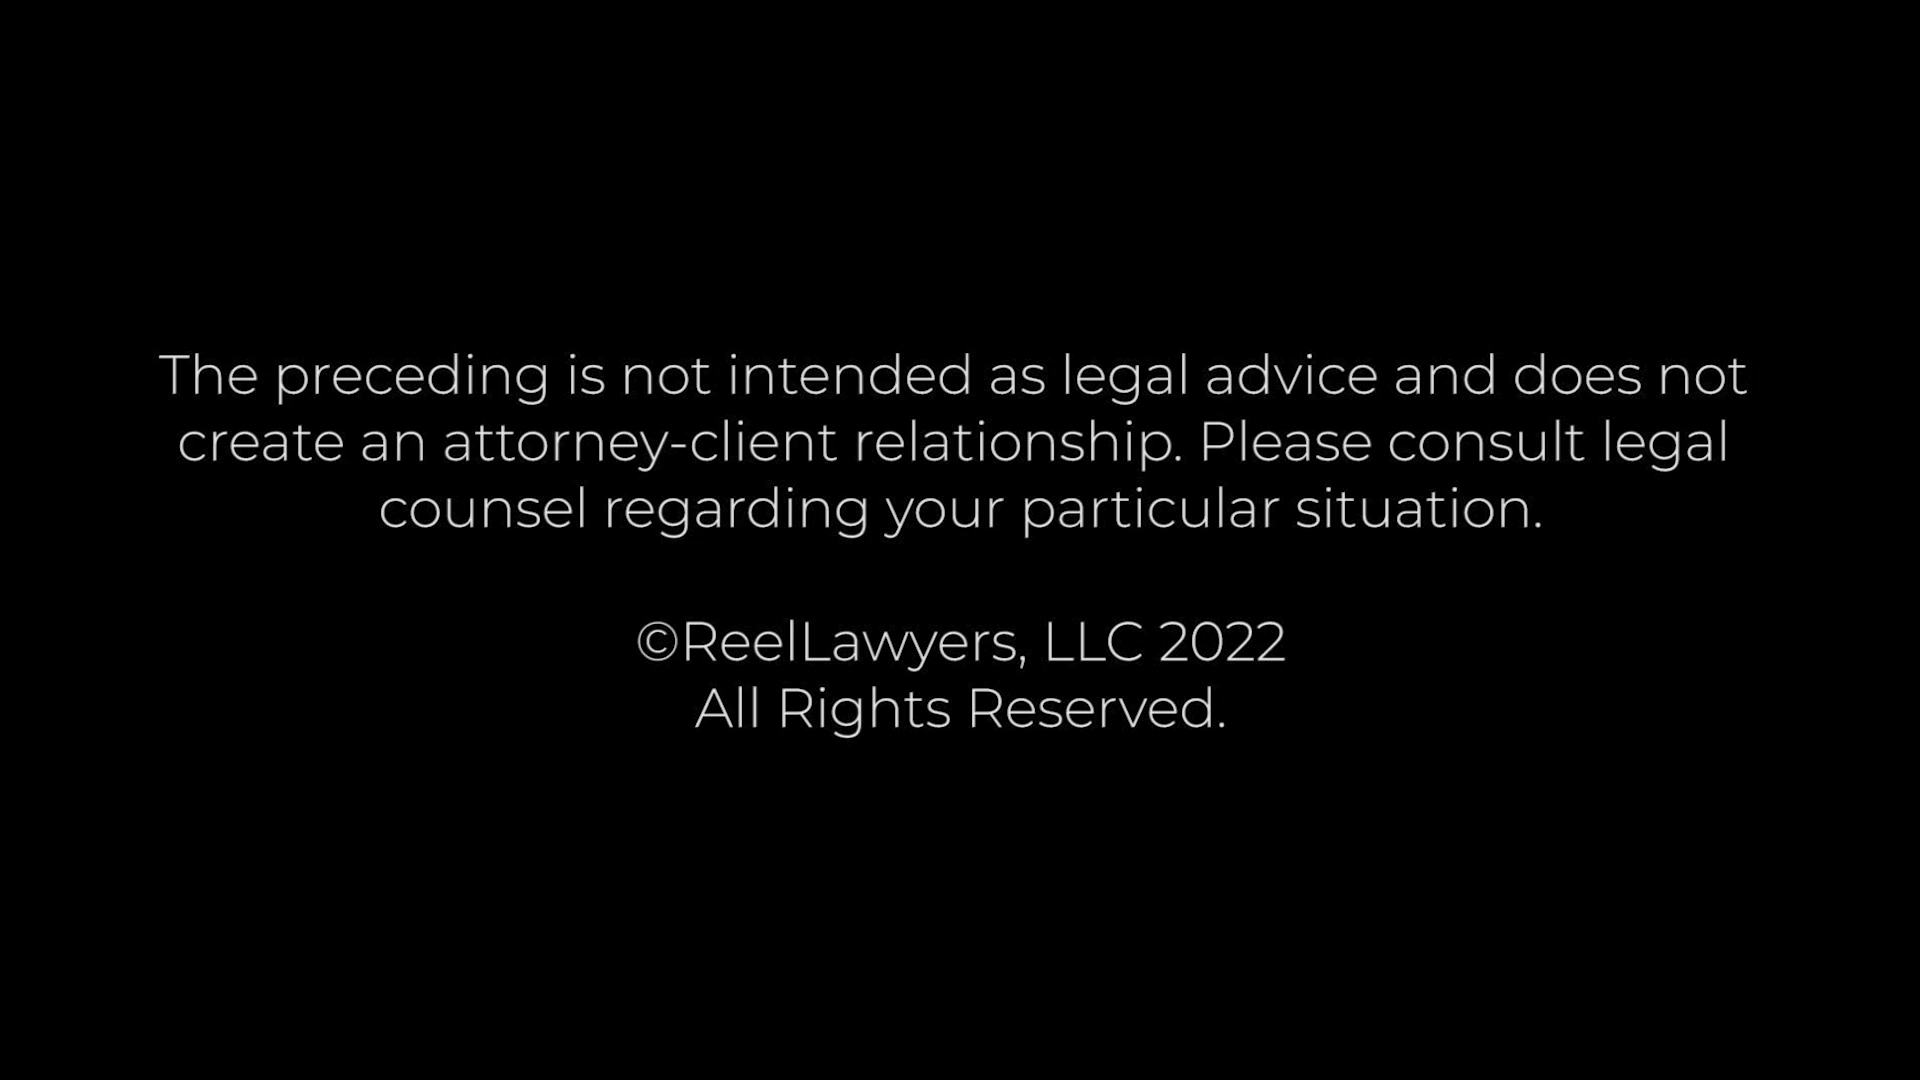 The preceding is not intended as legal advice and does not
create an attorney-client relationship. Please consult legal
counsel regarding your particular situation.
©ReelLawyers, LLC 2022
All Rights Reserved.